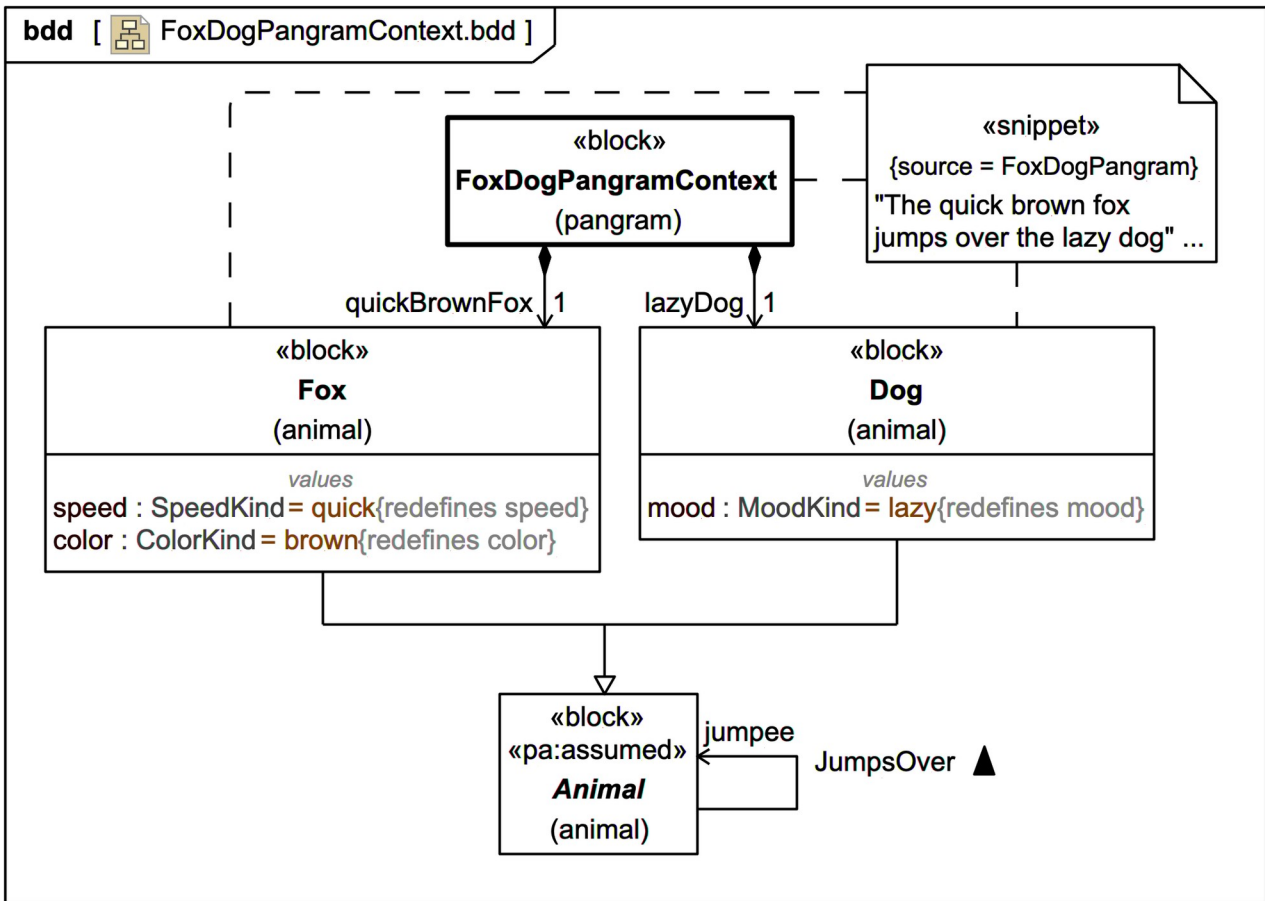 bdd [ FoxDogPangramContext.bdd ]
«snippet»
{source = FoxDogPangram}
"The quick brown fox
jumps over the lazy dog" ...
«block»
FoxDogPangramContext
(pangram)
quickBrownFox 1
lazyDog 1
«block»
Fox
(animal)
values
speed : SpeedKind = quick{redefines speed}
color : ColorKind = brown{redefines color}
«block»
Dog
(animal)
values
mood : MoodKind = lazy{redefines mood}
«block»
«pa:assumed»
Animal
(animal)
jumpee
JumpsOver